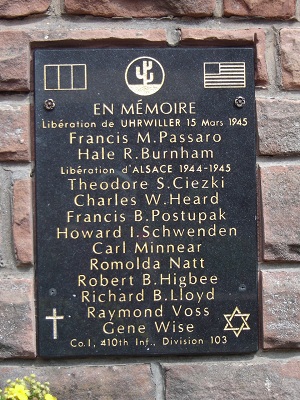 EN MÉMOIRE
Libération de UHRWILLER 15 Mars 1945
Francis M.Passaro
Hale R.Burnham
Libération d'ALSACE 1944-1945
Theodore S.Ciezki
Charles W.Heard
Francis B.Postupak
Howard I.Schwenden
Carl Minnear
Romolda Natt
Robert B.Higbee
Richard B.Lloyd
Raymond Voss
Gene Wise
Co.I, 410th Inf., Division 103